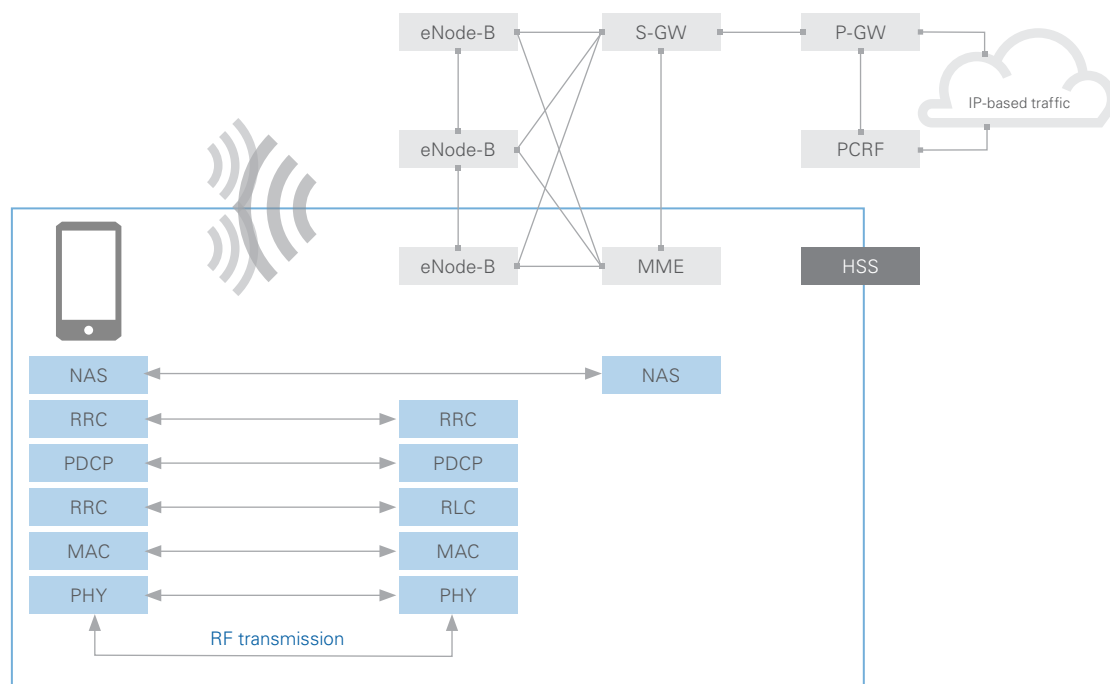 eNode-B
S-GW
P-GW
IP-based traffic
eNode-B
PCRF
eNode-B
MME
HSS
NAS
NAS
RRC
RRC
PDCP
PDCP
RRC
RLC
MAC
MAC
PHY
PHY
RF transmission